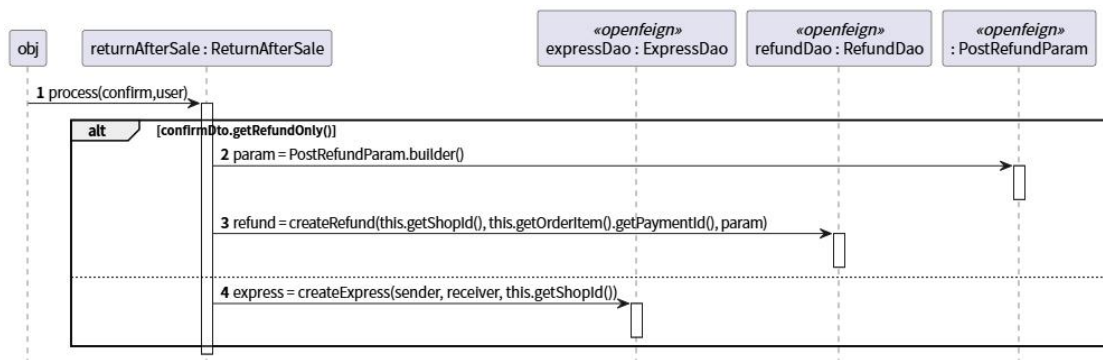 «openfeign» «openfeign» «openfeign»
obj returnAfterSale : ReturnAfterSale expressDao : ExpressDao refundDao : RefundDao : PostRefundParam
1 process(confirm,user)
alt [confirmDto.getRefundOnly()]
2 param = PostRefundParam.builder()
3 refund = createRefund(this.getShopId(), this.getOrderItem().getPaymentId(), param)
4 express = createExpress(sender, receiver, this.getShopId())